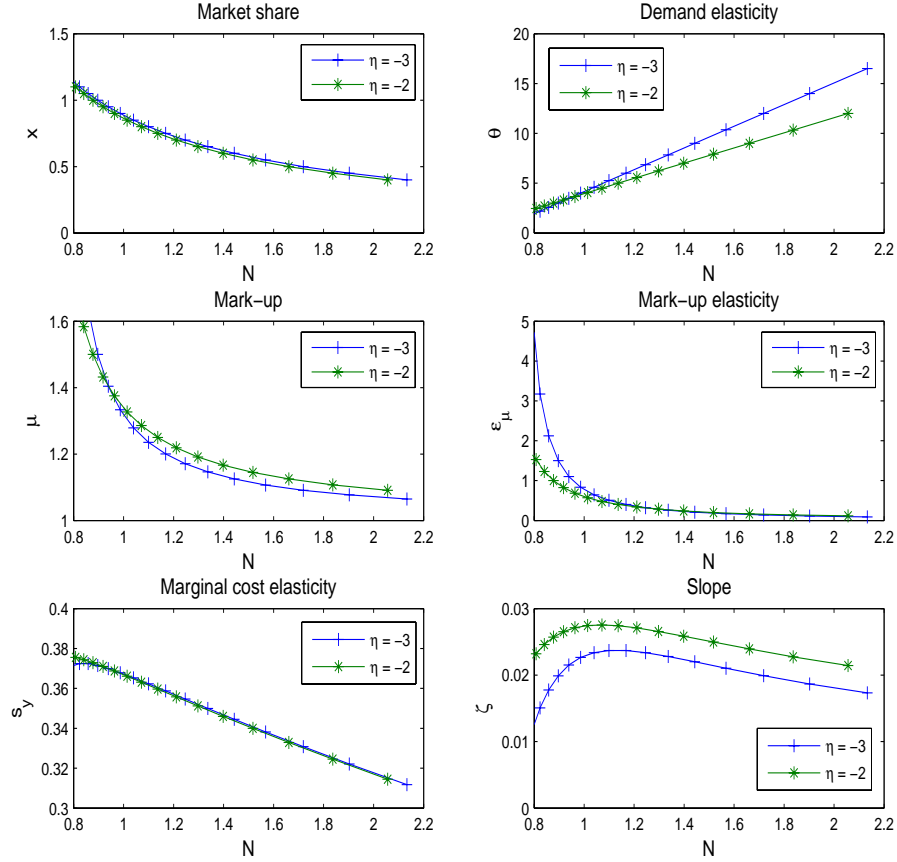 Market share
1.5
1
0.5
0
x
0.8 1 1.2 1.4 1.6 1.8 2 2.2
N
η = −3
η = −2
Demand elasticity
20
15
10
5
0
θ
0.8 1 1.2 1.4 1.6 1.8 2 2.2
N
η = −3
η = −2
Mark−up
1.6
1.4
1.2
1
μ
0.8 1 1.2 1.4 1.6 1.8 2 2.2
N
η = −3
η = −2
Mark−up elasticity
5
4
3
2
1
0
ε_μ
0.8 1 1.2 1.4 1.6 1.8 2 2.2
N
η = −3
η = −2
Marginal cost elasticity
0.4
0.38
0.36
0.34
0.32
0.3
s_y
0.8 1 1.2 1.4 1.6 1.8 2 2.2
N
η = −3
η = −2
Slope
0.03
0.02
0.01
0
ζ
0.8 1 1.2 1.4 1.6 1.8 2 2.2
N
η = −3
η = −2